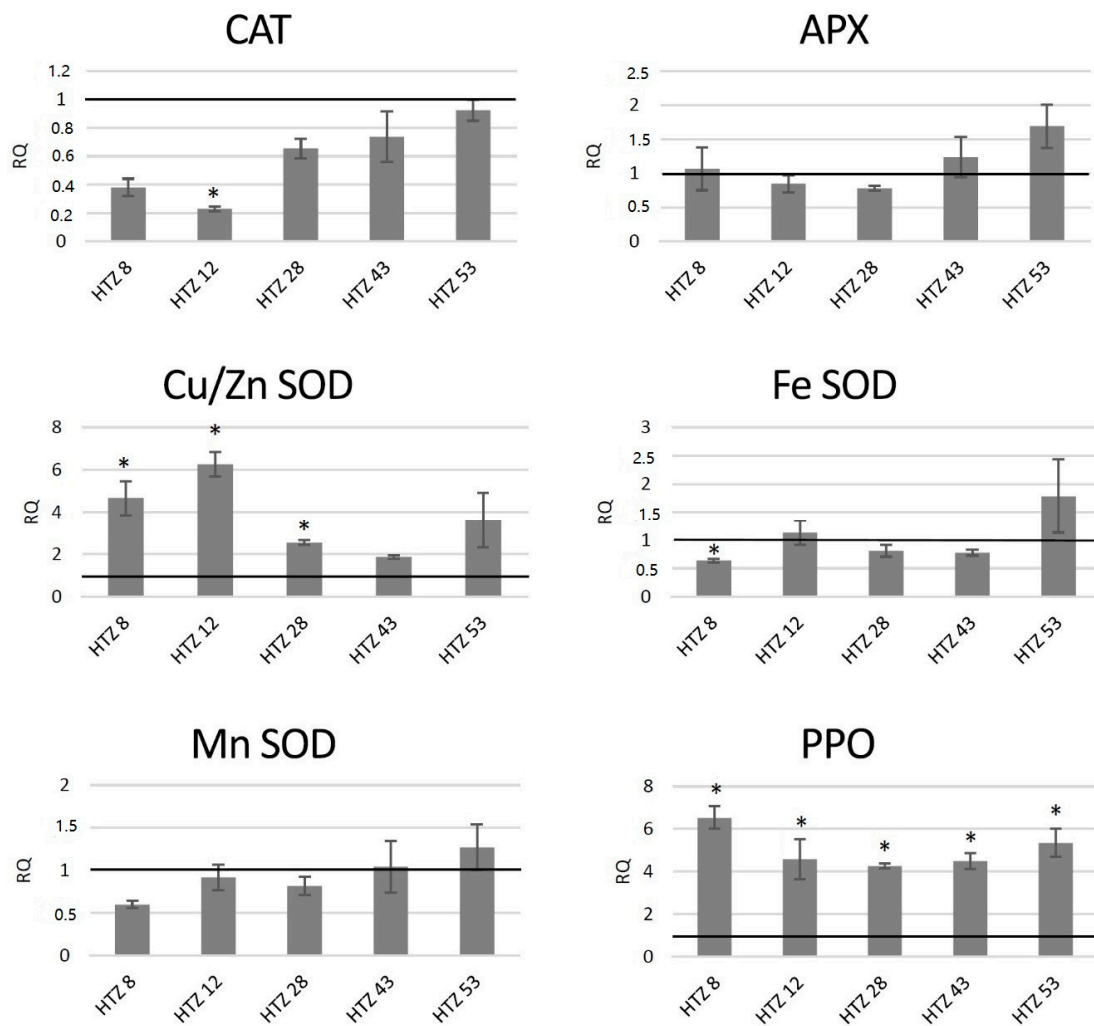 CAT
1.2
1
0.8
0.6
0.4
0.2
0
RQ
*
HTZ 8
HTZ 12
HTZ 28
HTZ 43
HTZ 53
APX
2.5
2
1.5
1
0.5
0
RQ
HTZ 8
HTZ 12
HTZ 28
HTZ 43
HTZ 53
Cu/Zn SOD
8
6
4
2
0
RQ
*
*
*
HTZ 8
HTZ 12
HTZ 28
HTZ 43
HTZ 53
Fe SOD
3
2.5
2
1.5
1
0.5
0
RQ
*
HTZ 8
HTZ 12
HTZ 28
HTZ 43
HTZ 53
Mn SOD
2
1.5
1
0.5
0
RQ
HTZ 8
HTZ 12
HTZ 28
HTZ 43
HTZ 53
PPO
8
6
4
2
0
RQ
*
*
*
*
*
HTZ 8
HTZ 12
HTZ 28
HTZ 43
HTZ 53